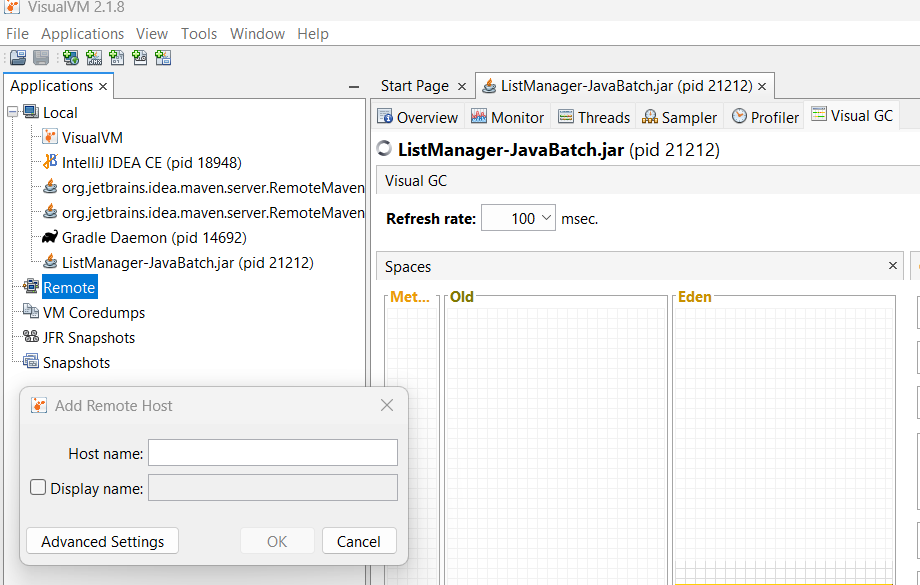 VisualVM 2.1.8
File Applications View Tools Window Help
Applications
Start Page
ListManager-JavaBatch.jar (pid 21212)
Local
VisualVM
IntelliJ IDEA CE (pid 18948)
org.jetbrains.idea.maven.server.RemoteMaven
org.jetbrains.idea.maven.server.RemoteMaven
Gradle Daemon (pid 14692)
ListManager-JavaBatch.jar (pid 21212)
Remote
VM Coredumps
JFR Snapshots
Snapshots
Overview Monitor Threads Sampler Profiler Visual GC
ListManager-JavaBatch.jar (pid 21212)
Visual GC
Refresh rate: 100 msec.
Spaces
Met... Old Eden
Add Remote Host
Host name:
Display name:
Advanced Settings OK Cancel